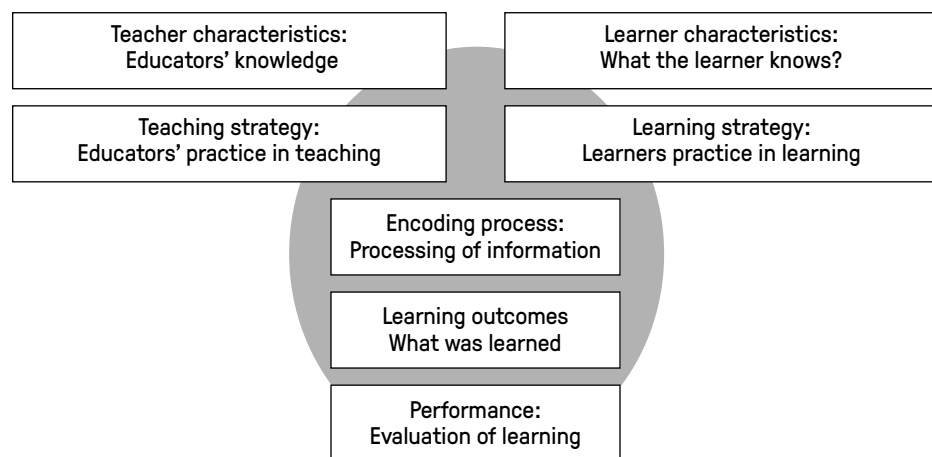 Teacher characteristics:
Educators’ knowledge
Learner characteristics:
What the learner knows?
Teaching strategy:
Educators’ practice in teaching
Learning strategy:
Learners practice in learning
Encoding process:
Processing of information
Learning outcomes
What was learned
Performance:
Evaluation of learning